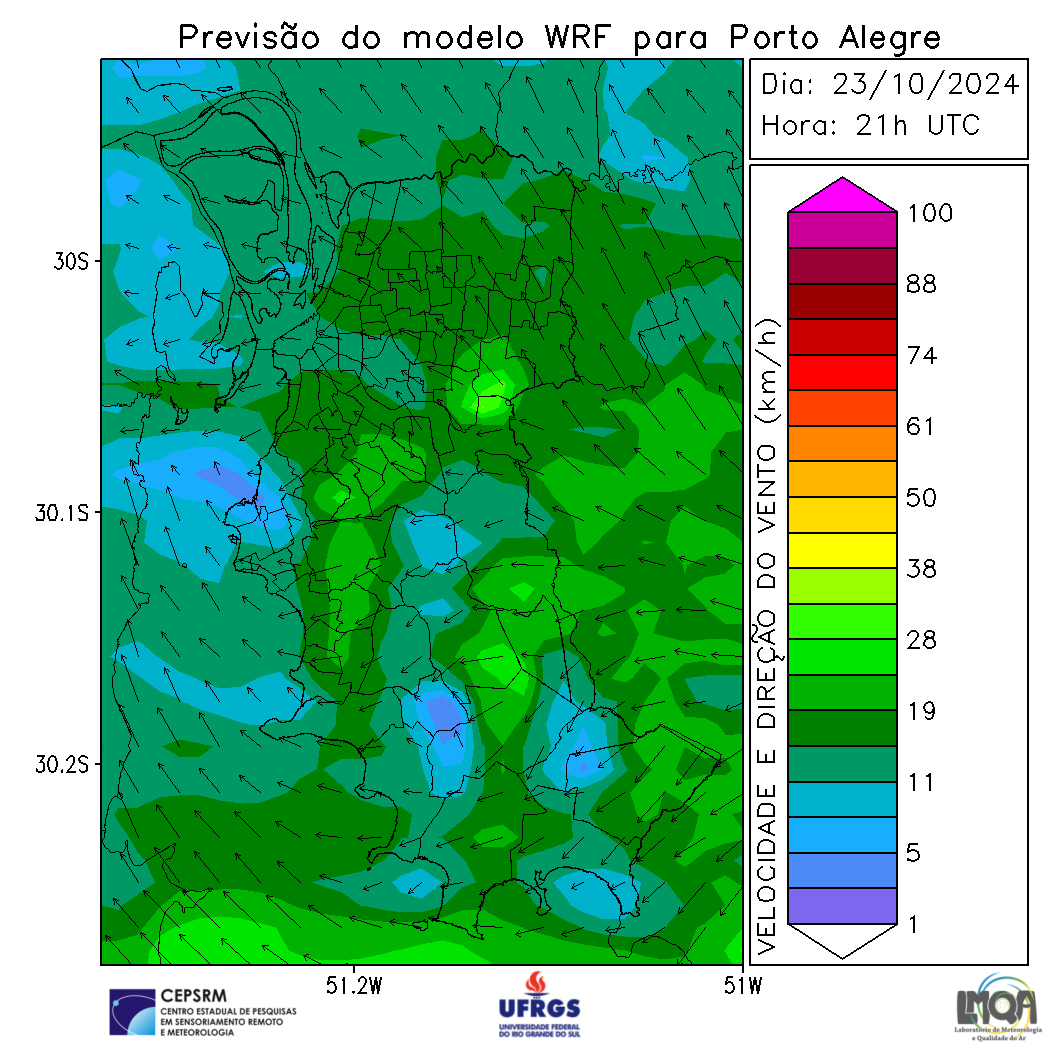 Previsão do modelo WRF para Porto Alegre
Dia: 23/10/2024
Hora: 21h UTC
30S
30.1S
30.2S
51.2W
51W
VELOCIDADE E DIREÇÃO DO VENTO (km/h)
100
88
74
61
50
38
28
19
11
5
1
CEPSRM
CENTRO ESTADUAL DE PESQUISAS
EM SENSORIAMENTO REMOTO
E METEOROLOGIA
UFRGS
UNIVERSIDADE FEDERAL
DO RIO GRANDE DO SUL
LMQA
Laboratório de Meteorologia
e Qualidade do Ar